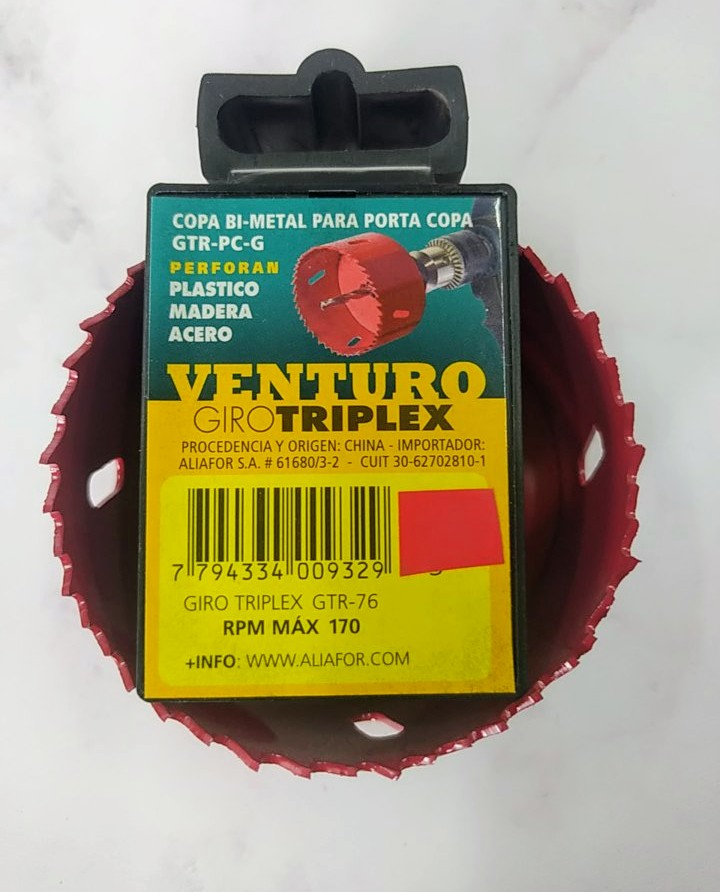 COPA BI-METAL PARA PORTA COPA
GTR-PC-G
PERFORAN
PLASTICO
MADERA
ACERO
VENTURO
GIROTRIPLEX
PROCEDENCIA Y ORIGEN: CHINA - IMPORTADOR:
ALIAFOR S.A. # 61680/3-2 - CUIT 30-62702810-1
7 794334 009329
GIRO TRIPLEX GTR-76
RPM MÁX 170
+INFO: WWW.ALIAFOR.COM